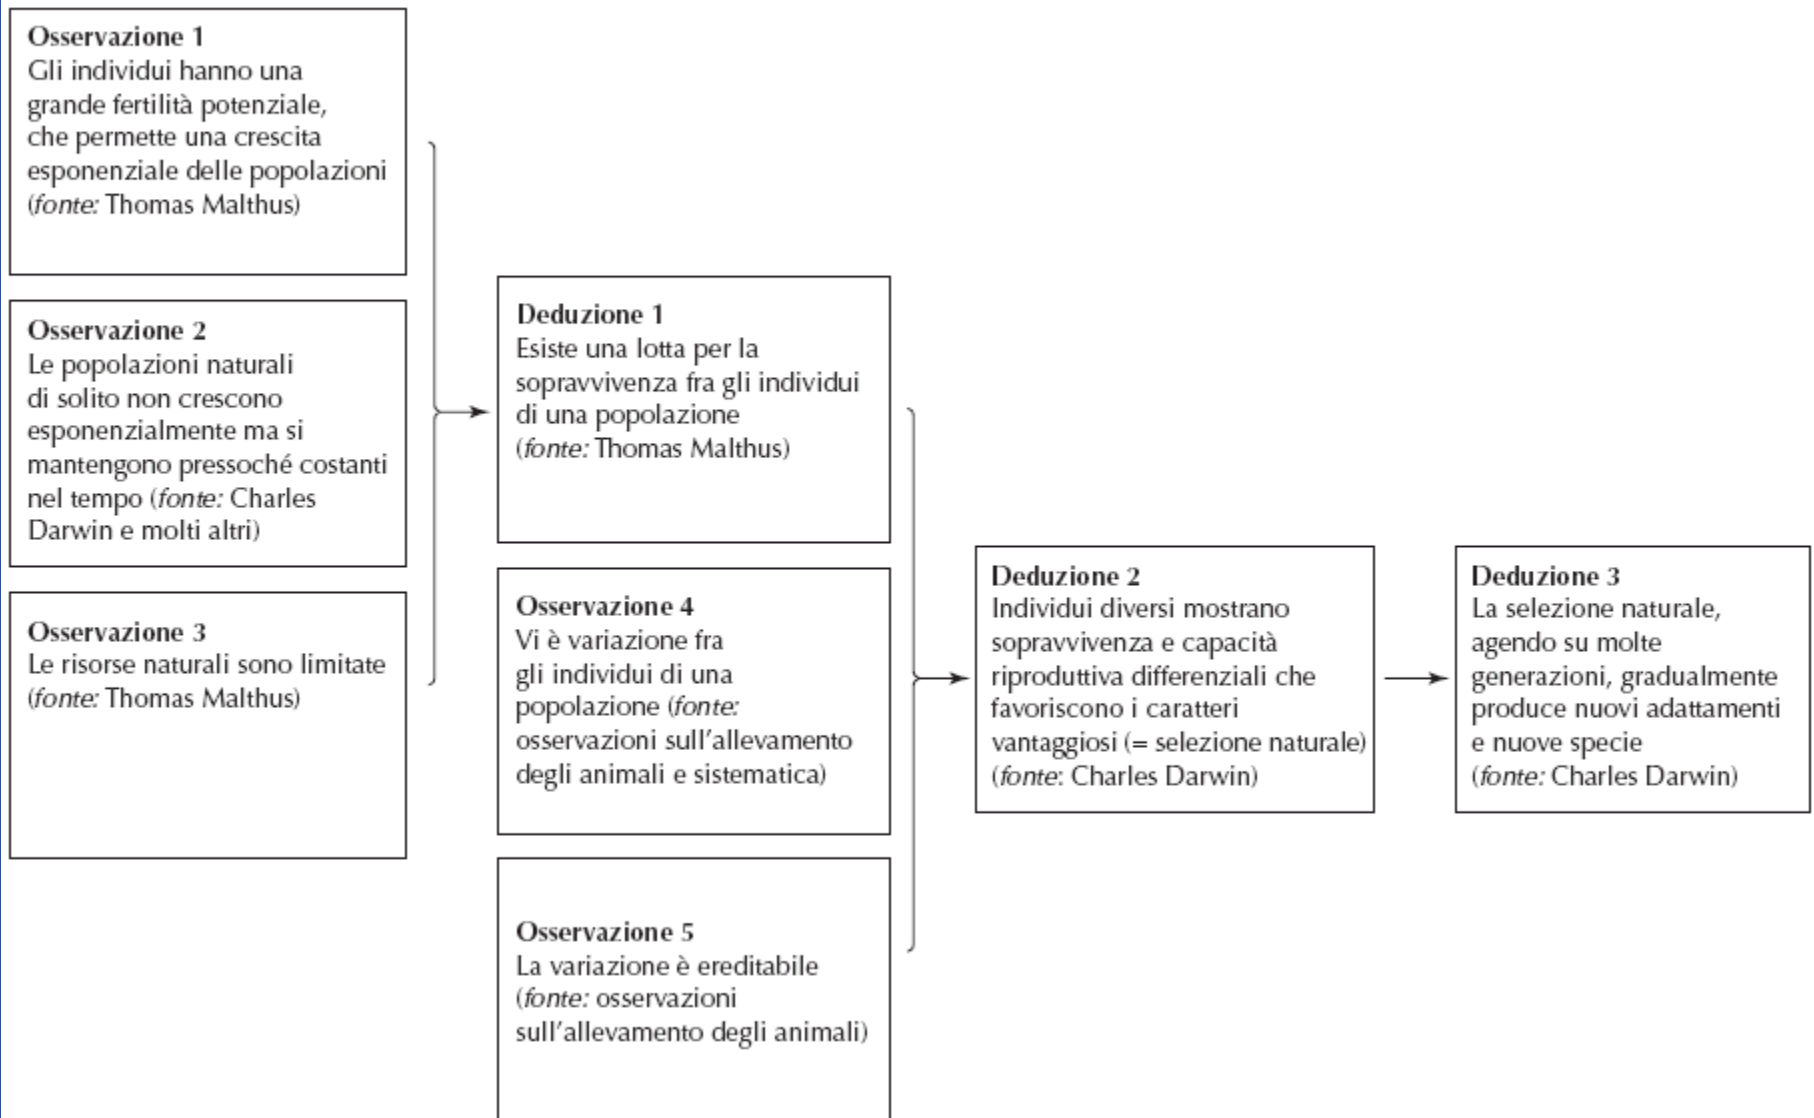 Osservazione 1
Gli individui hanno una
grande fertilità potenziale,
che permette una crescita
esponenziale delle popolazioni
(fonte: Thomas Malthus)
Osservazione 2
Le popolazioni naturali
di solito non crescono
esponenzialmente ma si
mantengono pressoché costanti
nel tempo (fonte: Charles
Darwin e molti altri)
Osservazione 3
Le risorse naturali sono limitate
(fonte: Thomas Malthus)
Deduzione 1
Esiste una lotta per la
sopravvivenza fra gli individui
di una popolazione
(fonte: Thomas Malthus)
Osservazione 4
Vi è variazione fra
gli individui di una
popolazione (fonte:
osservazioni sull'allevamento
degli animali e sistematica)
Osservazione 5
La variazione è ereditabile
(fonte: osservazioni
sull'allevamento degli animali)
Deduzione 2
Individui diversi mostrano
sopravvivenza e capacità
riproduttiva differenziali che
favoriscono i caratteri
vantaggiosi (= selezione naturale)
(fonte: Charles Darwin)
Deduzione 3
La selezione naturale,
agendo su molte
generazioni, gradualmente
produce nuovi adattamenti
e nuove specie
(fonte: Charles Darwin)